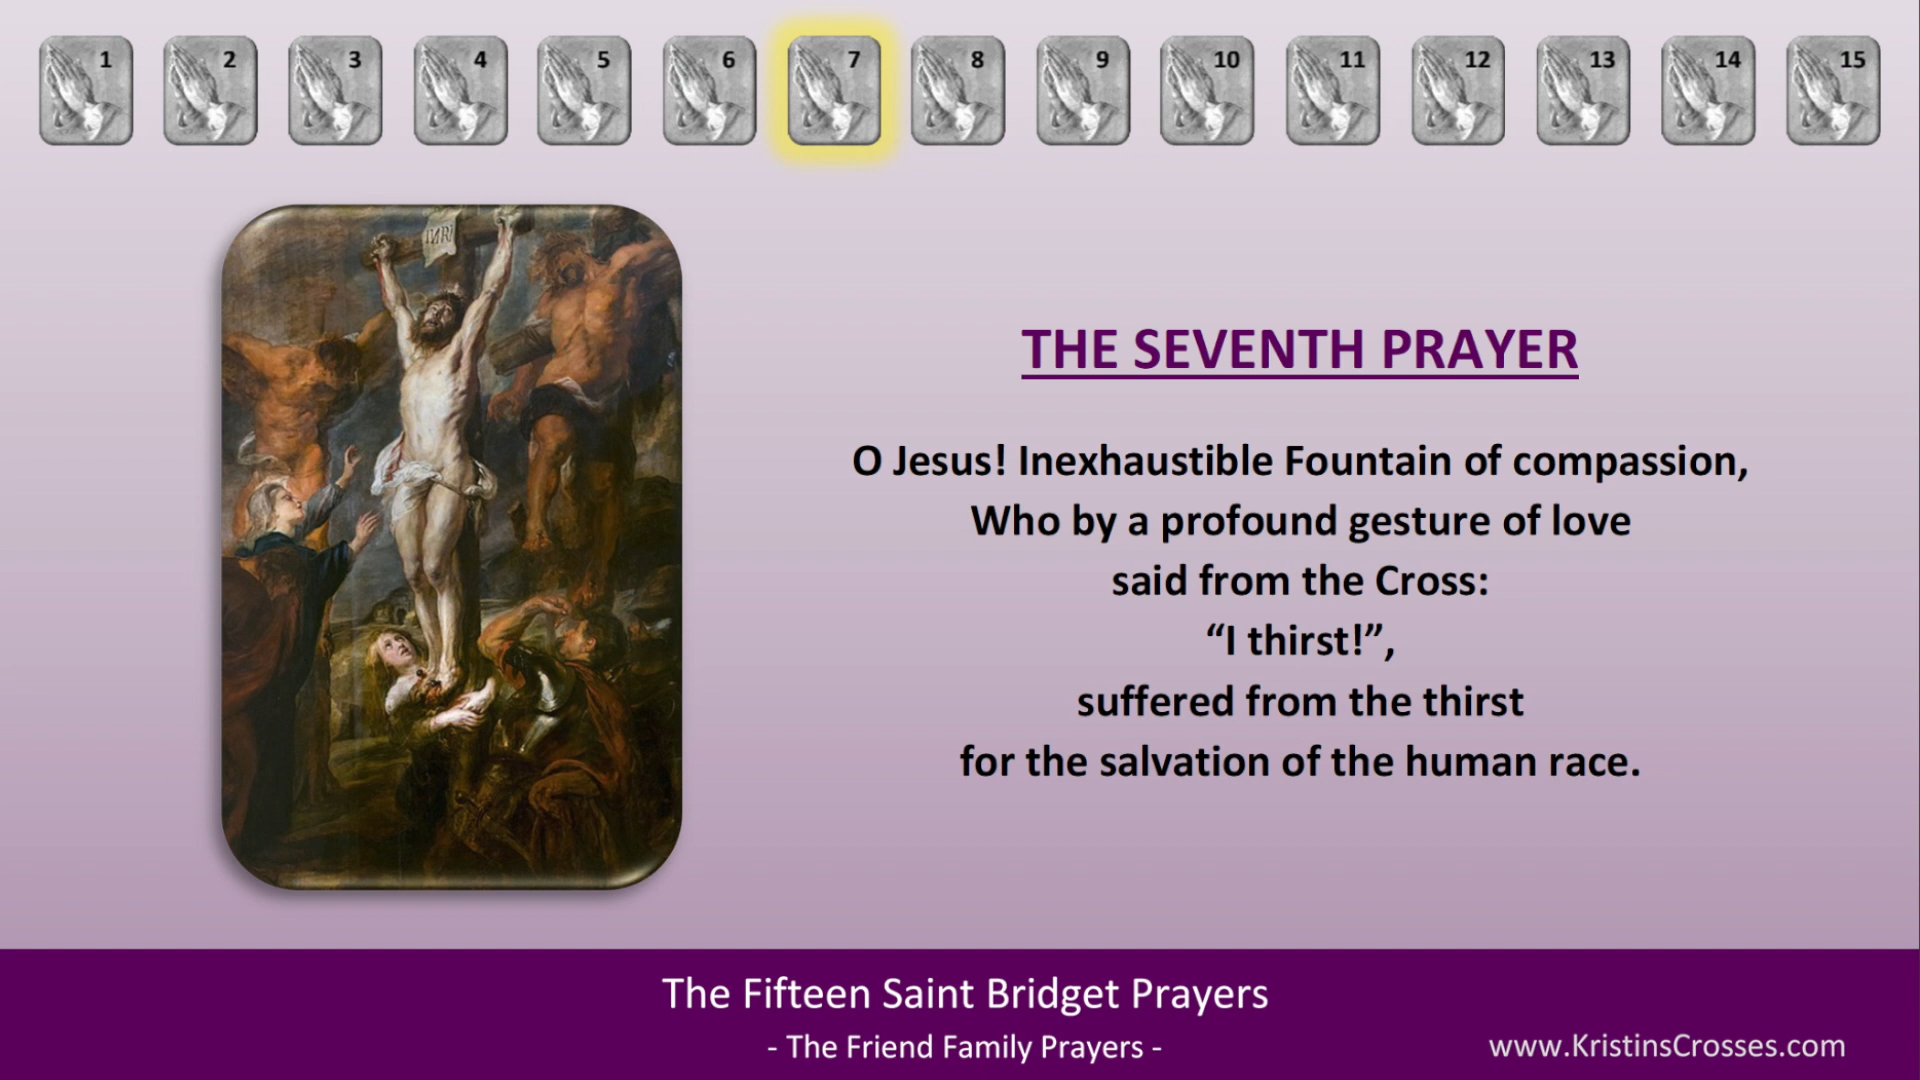 1 2 3 4 5 6 7 8 9 10 11 12 13 14 15
INRI
THE SEVENTH PRAYER
O Jesus! Inexhaustible Fountain of compassion,
Who by a profound gesture of love
said from the Cross:
“I thirst!”,
suffered from the thirst
for the salvation of the human race.
The Fifteen Saint Bridget Prayers
- The Friend Family Prayers -
www.KristinsCrosses.com